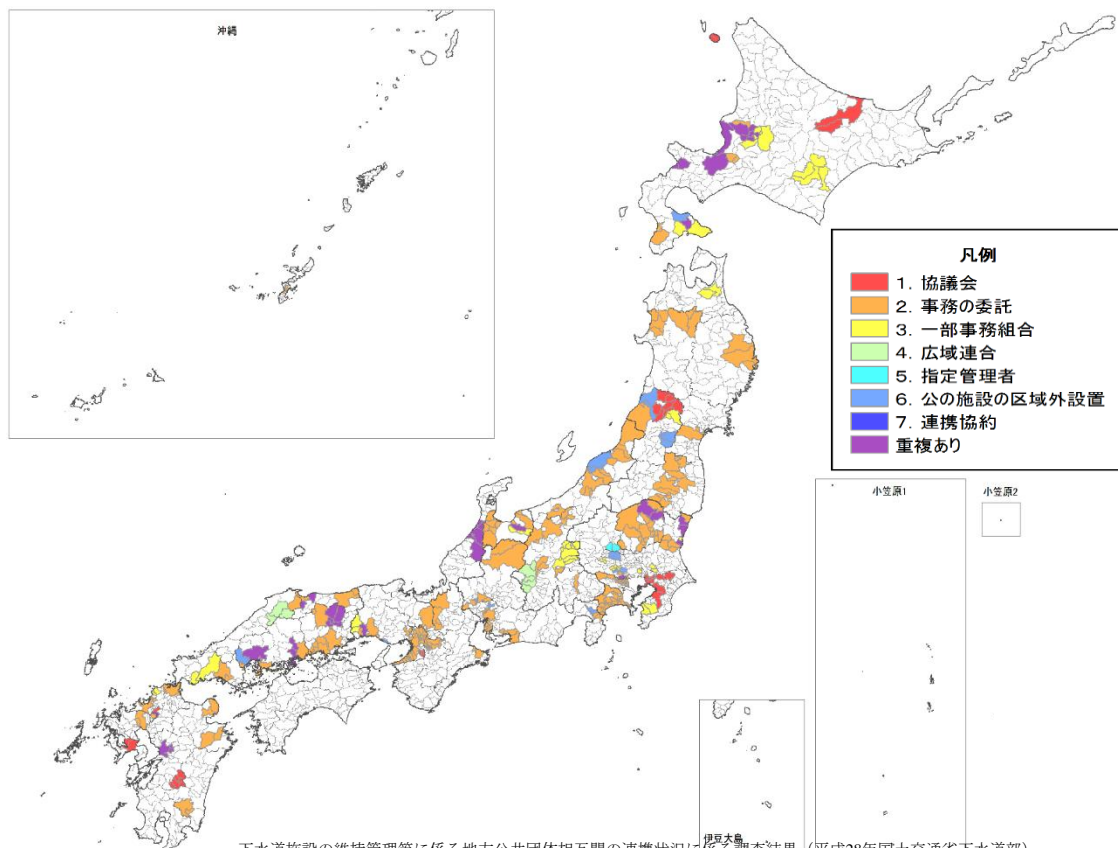 沖縄
凡例
1. 協議会
2. 事務の委託
3. 一部事務組合
4. 広域連合
5. 指定管理者
6. 公の施設の区域外設置
7. 連携協約
重複あり
小笠原1
小笠原2
伊豆大島
下水道施設の維持管理等に係る地方公共団体相互間の連携状況に係る調査結果（平成28年国土交通省下水道部）